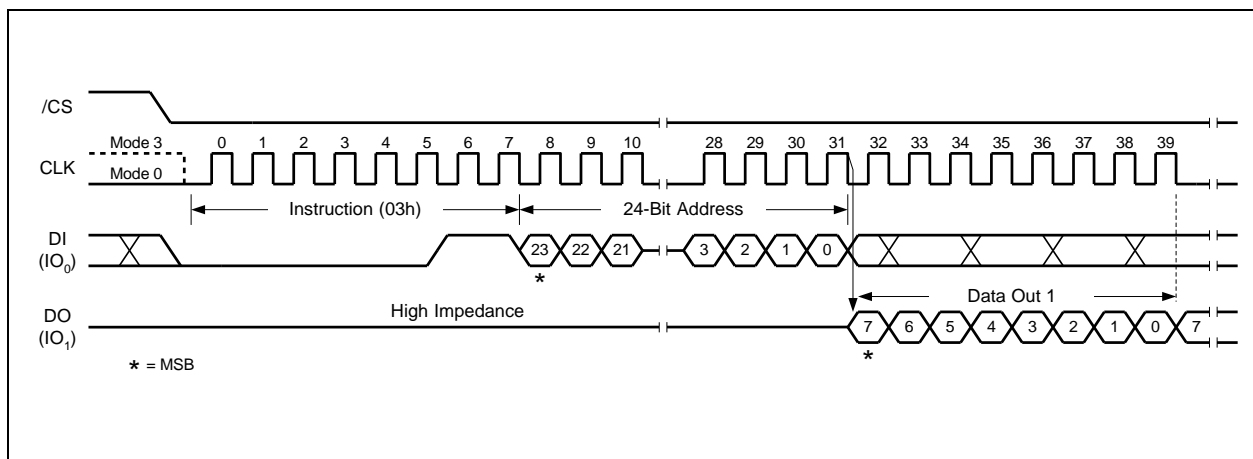 /CS
Mode 3
0 1 2 3 4 5 6 7 8 9 10 28 29 30 31 32 33 34 35 36 37 38 39
CLK
Mode 0
Instruction (03h) 24-Bit Address
DI
(IO0)
23 22 21 3 2 1 0
*
High Impedance
Data Out 1
DO
(IO1)
7 6 5 4 3 2 1 0 7
*
* = MSB